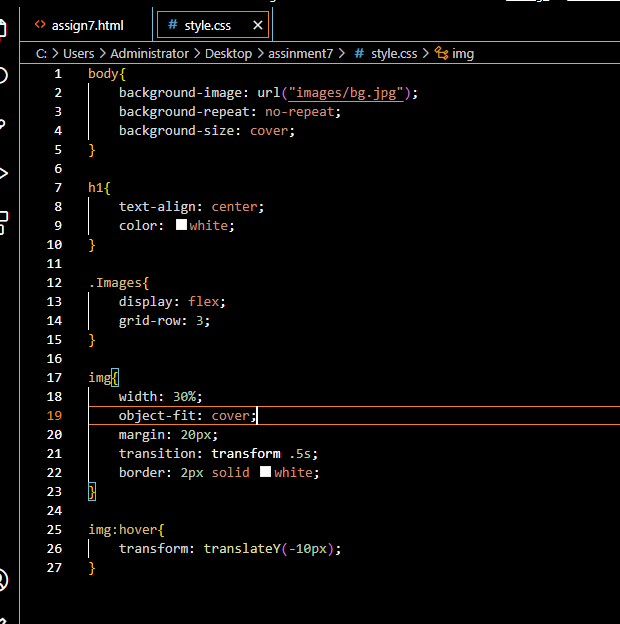 <> assign7.html # style.css ×
C: > Users > Administrator > Desktop > assinment7 > # style.css > img
1 body{
2 background-image: url("images/bg.jpg");
3 background-repeat: no-repeat;
4 background-size: cover;
5 }
6
7 h1{
8 text-align: center;
9 color: white;
10 }
11
12 .Images{
13 display: flex;
14 grid-row: 3;
15 }
16
17 img{
18 width: 30%;
19 object-fit: cover;
20 margin: 20px;
21 transition: transform .5s;
22 border: 2px solid white;
23 }
24
25 img:hover{
26 transform: translateY(-10px);
27 }